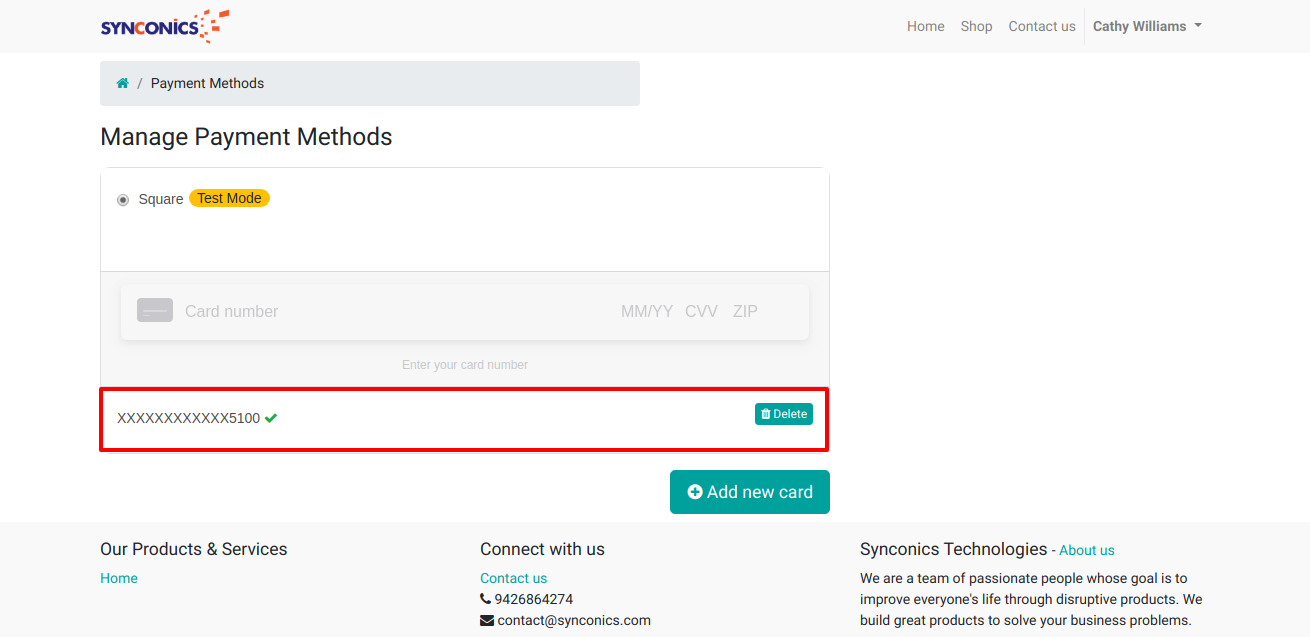 SYNCONICS
Home Shop Contact us Cathy Williams
/ Payment Methods
Manage Payment Methods
Square Test Mode
Card number MM/YY CVV ZIP
Enter your card number
XXXXXXXXXXXX5100 Delete
Add new card
Our Products & Services
Home
Connect with us
Contact us
9426864274
contact@synconics.com
Synconics Technologies - About us
We are a team of passionate people whose goal is to
improve everyone's life through disruptive products. We
build great products to solve your business problems.